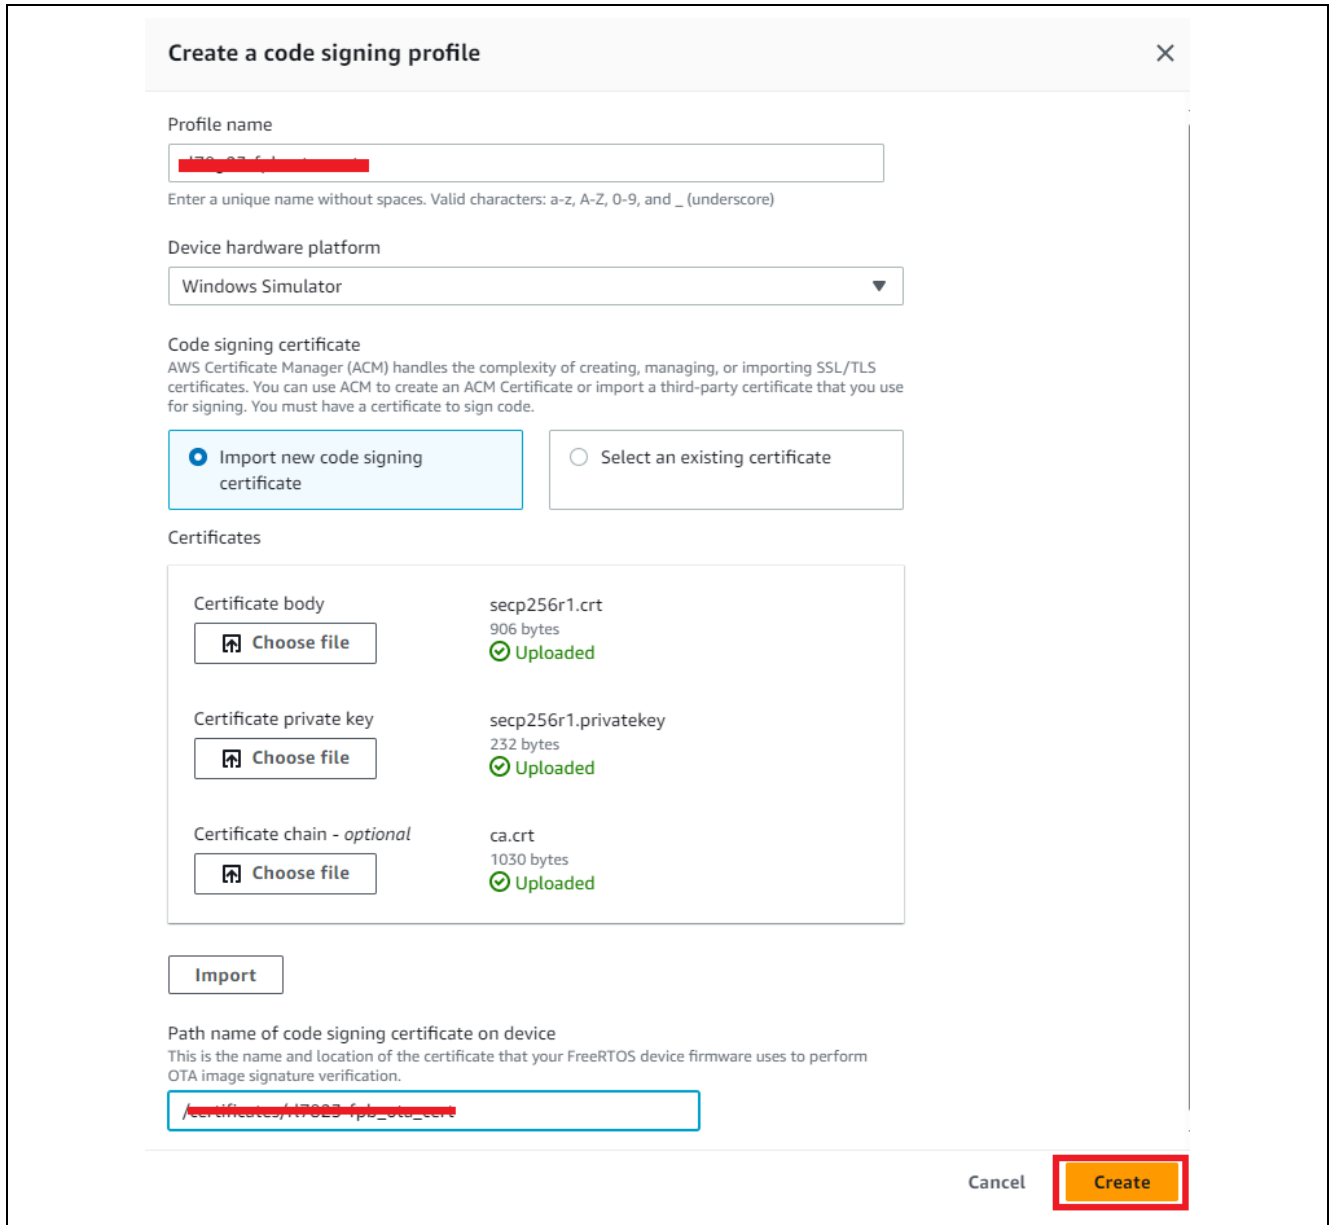 Create a code signing profile
Profile name
Enter a unique name without spaces. Valid characters: a-z, A-Z, 0-9, and _ (underscore)
Device hardware platform
Windows Simulator
Code signing certificate
AWS Certificate Manager (ACM) handles the complexity of creating, managing, or importing SSL/TLS
certificates. You can use ACM to create an ACM Certificate or import a third-party certificate that you use
for signing. You must have a certificate to sign code.
Import new code signing
certificate
Select an existing certificate
Certificates
Certificate body
Choose file
secp256r1.crt
906 bytes
Uploaded
Certificate private key
Choose file
secp256r1.privatekey
232 bytes
Uploaded
Certificate chain - optional
Choose file
ca.crt
1030 bytes
Uploaded
Import
Path name of code signing certificate on device
This is the name and location of the certificate that your FreeRTOS device firmware uses to perform
OTA image signature verification.
Cancel
Create